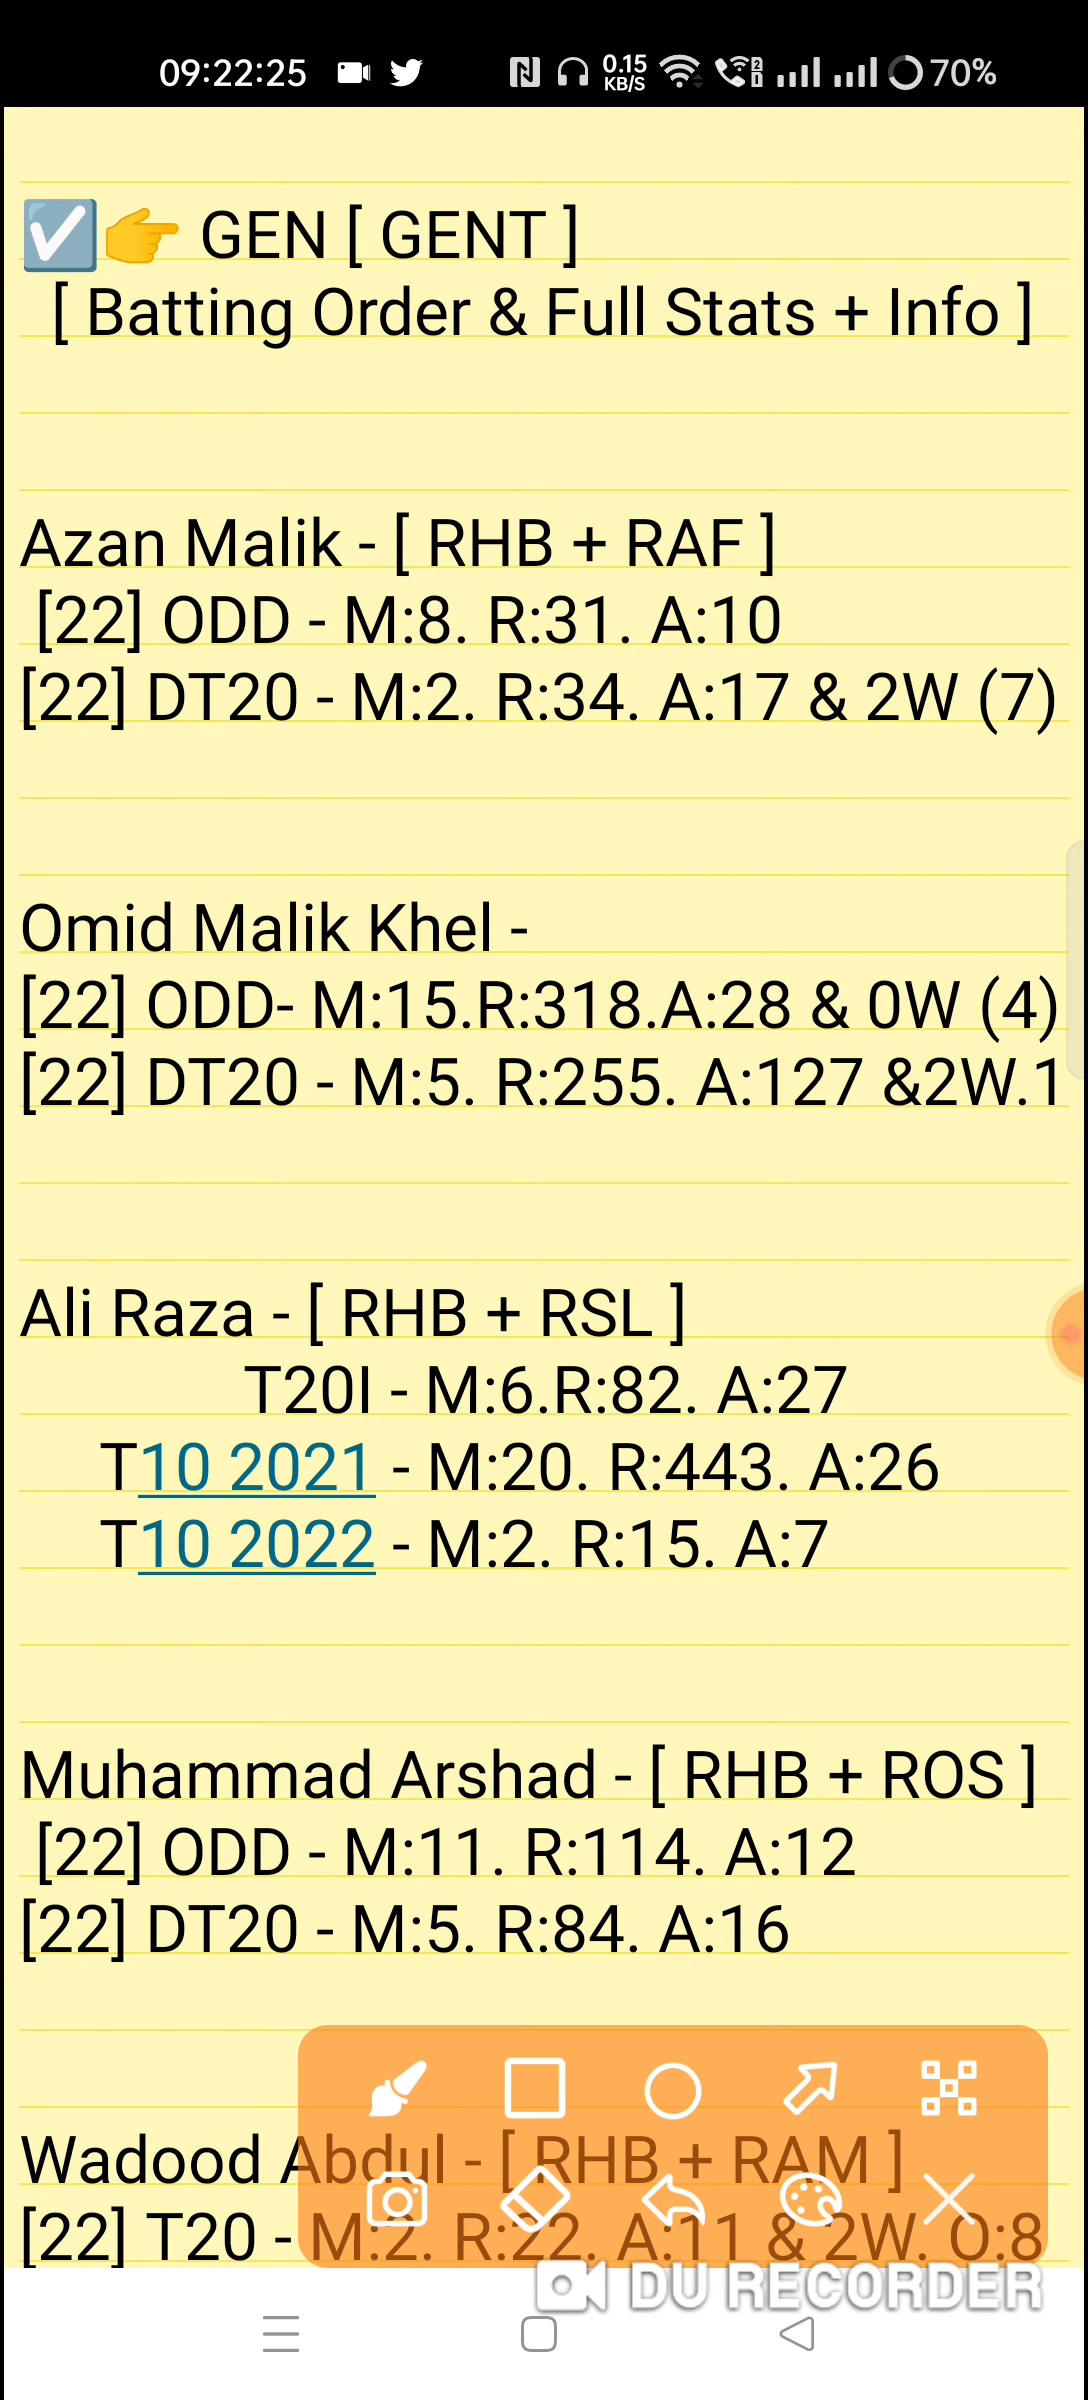 09:22:25 0.15 KB/S 2 70%
☑️👉 GEN [ GENT ]
[ Batting Order & Full Stats + Info ]
Azan Malik - [ RHB + RAF ]
[22] ODD - M:8. R:31. A:10
[22] DT20 - M:2. R:34. A:17 & 2W (7)
Omid Malik Khel -
[22] ODD- M:15.R:318.A:28 & 0W (4)
[22] DT20 - M:5. R:255. A:127 &2W.1
Ali Raza - [ RHB + RSL ]
T20I - M:6.R:82. A:27
T10 2021 - M:20. R:443. A:26
T10 2022 - M:2. R:15. A:7
Muhammad Arshad - [ RHB + ROS ]
[22] ODD - M:11. R:114. A:12
[22] DT20 - M:5. R:84. A:16
Wadood Abdul - [ RHB + RAM ]
[22] T20 - M:2. R:22. A:11 & 2W. O:8
DU RECORDER